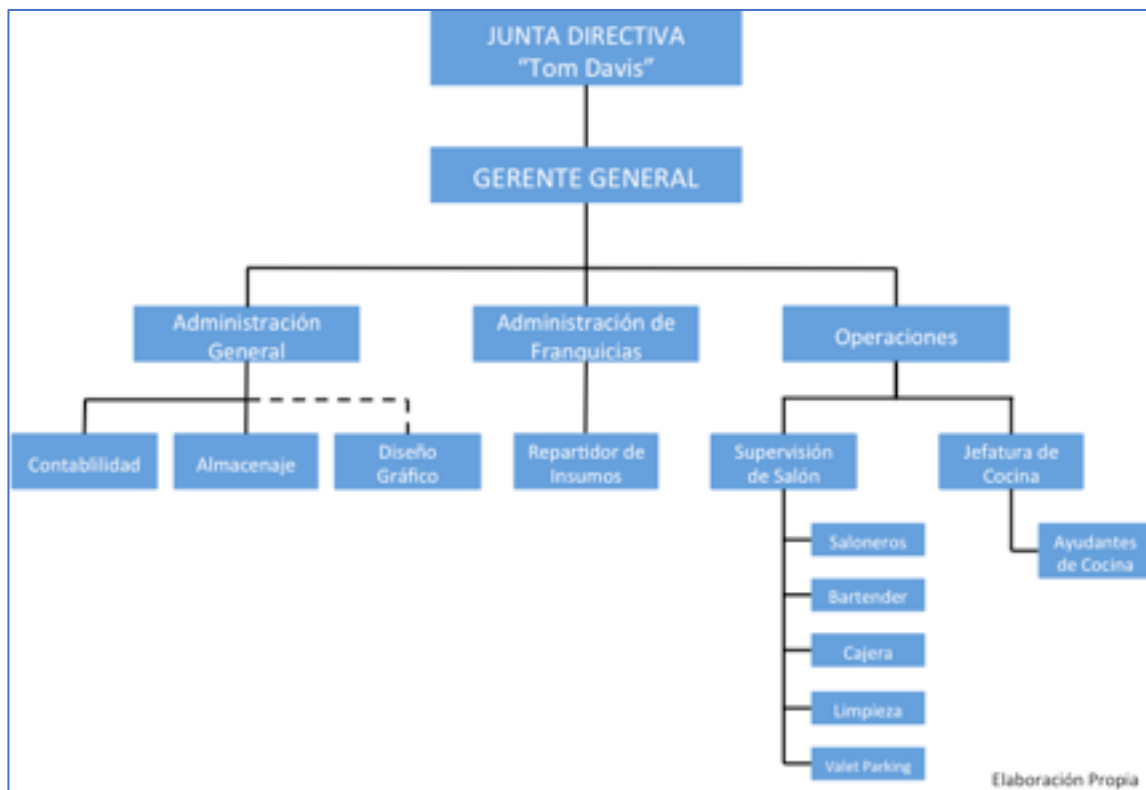 JUNTA DIRECTIVA
"Tom Davis"
GERENTE GENERAL
Administración
General
Administración de
Franquicias
Operaciones
Contablilidad
Almacenaje
Diseño
Gráfico
Repartidor de
Insumos
Supervisión
de Salón
Jefatura de
Cocina
Saloneros
Ayudantes
de Cocina
Bartender
Cajera
Limpieza
Valet Parking
Elaboración Propia